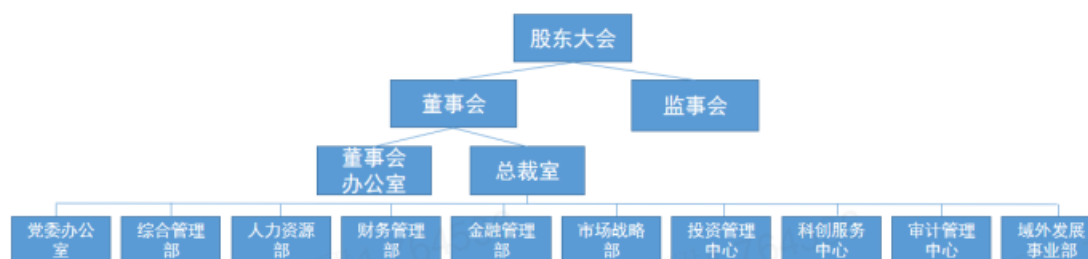 股东大会
董事会
监事会
董事会
办公室
总裁室
党委办公
室
综合管理
部
人力资源
部
财务管理
部
金融管理
部
市场战略
部
投资管理
中心
科创服务
中心
审计管理
中心
域外发展
事业部